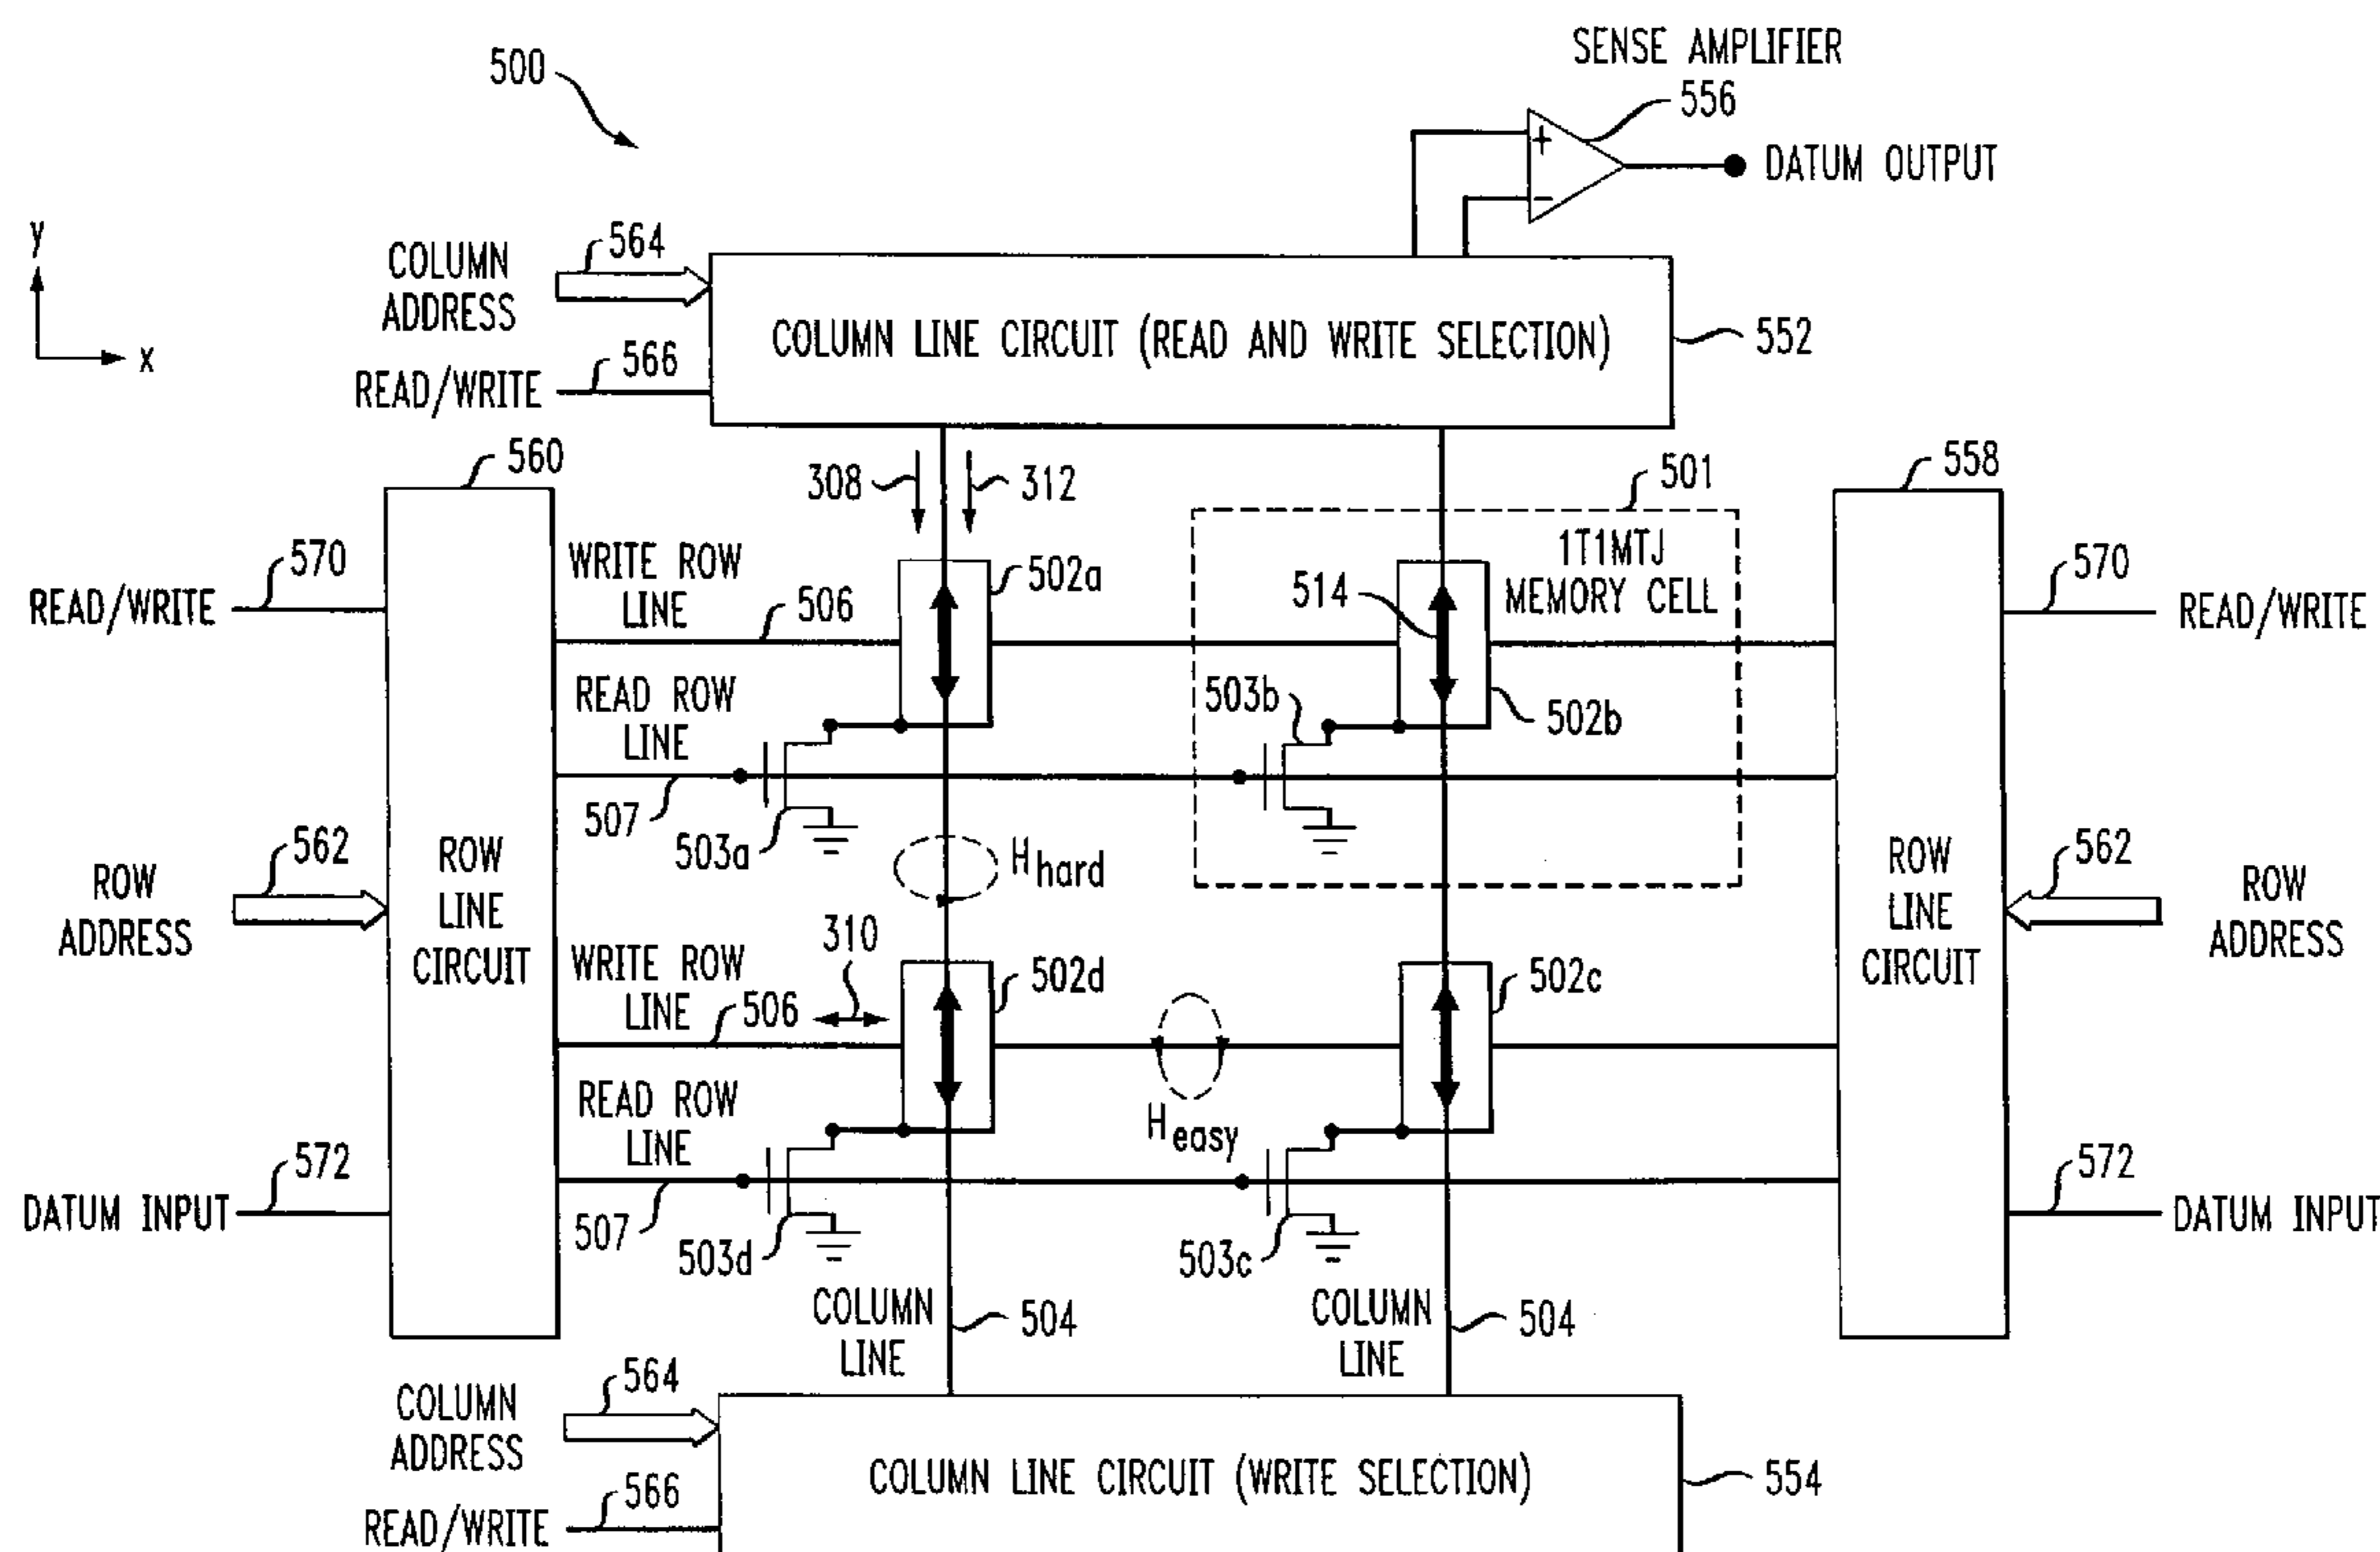 500
SENSE AMPLIFIER
556
+
−
DATUM OUTPUT
y
x
COLUMN
ADDRESS
564
READ/WRITE
566
COLUMN LINE CIRCUIT (READ AND WRITE SELECTION)
552
560
308
312
501
558
570
READ/WRITE
WRITE ROW
LINE
506
502a
514
1T1MTJ
MEMORY CELL
570
READ/WRITE
READ ROW
LINE
507
503a
503b
502b
562
ROW
ADDRESS
ROW
LINE
CIRCUIT
Hhard
ROW
LINE
CIRCUIT
562
ROW
ADDRESS
WRITE ROW
LINE
506
310
502d
502c
READ ROW
LINE
Heasy
572
DATUM INPUT
507
503d
503c
572
DATUM INPUT
COLUMN
LINE
504
COLUMN
LINE
504
COLUMN
ADDRESS
564
READ/WRITE
566
COLUMN LINE CIRCUIT (WRITE SELECTION)
554